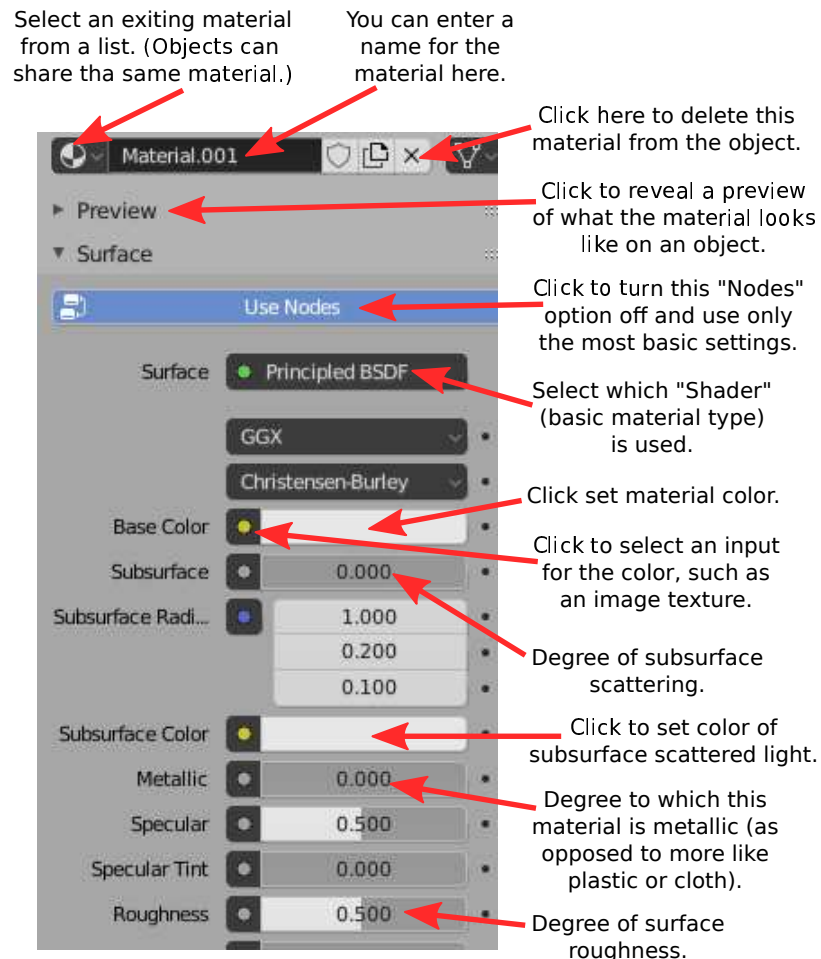 Select an exiting material
from a list. (Objects can
share tha same material.)
You can enter a
name for the
material here.
Click here to delete this
material from the object.
Material.001
Click to reveal a preview
of what the material looks
like on an object.
Preview
Surface
Click to turn this "Nodes"
option off and use only
the most basic settings.
Use Nodes
Surface
Principled BSDF
Select which "Shader"
(basic material type)
is used.
GGX
Christensen-Burley
Click set material color.
Base Color
Click to select an input
for the color, such as
an image texture.
Subsurface
0.000
Subsurface Radi...
1.000
0.200
0.100
Degree of subsurface
scattering.
Subsurface Color
Click to set color of
subsurface scattered light.
Metallic
0.000
Degree to which this
material is metallic (as
opposed to more like
plastic or cloth).
Specular
0.500
Specular Tint
0.000
Roughness
0.500
Degree of surface
roughness.